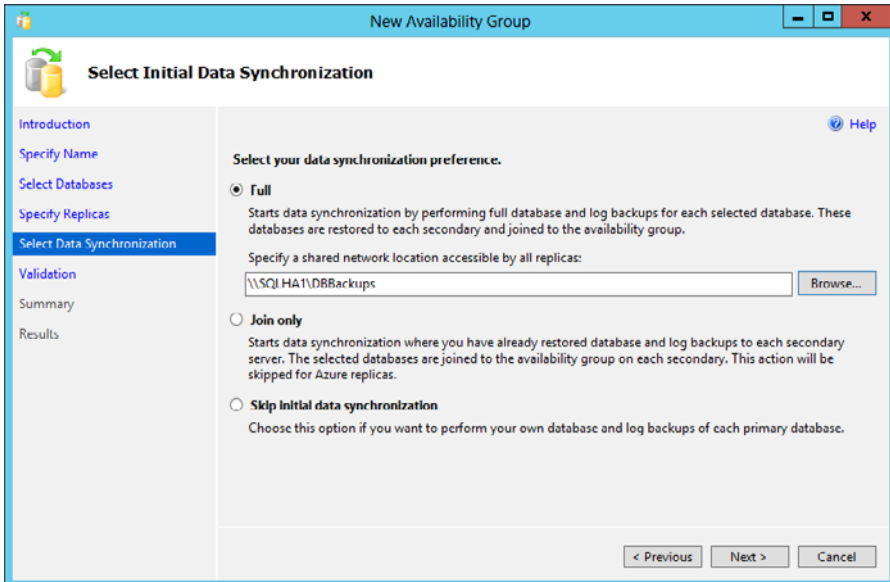 New Availability Group
Select Initial Data Synchronization
Introduction
Specify Name
Select Databases
Specify Replicas
Select Data Synchronization
Validation
Summary
Results
Help
Select your data synchronization preference.
Full
Starts data synchronization by performing full database and log backups for each selected database. These
databases are restored to each secondary and joined to the availability group.
Specify a shared network location accessible by all replicas:
\\SQLHA1\DBBackups
Browse...
Join only
Starts data synchronization where you have already restored database and log backups to each secondary
server. The selected databases are joined to the availability group on each secondary. This action will be
skipped for Azure replicas.
Skip initial data synchronization
Choose this option if you want to perform your own database and log backups of each primary database.
< Previous
Next >
Cancel